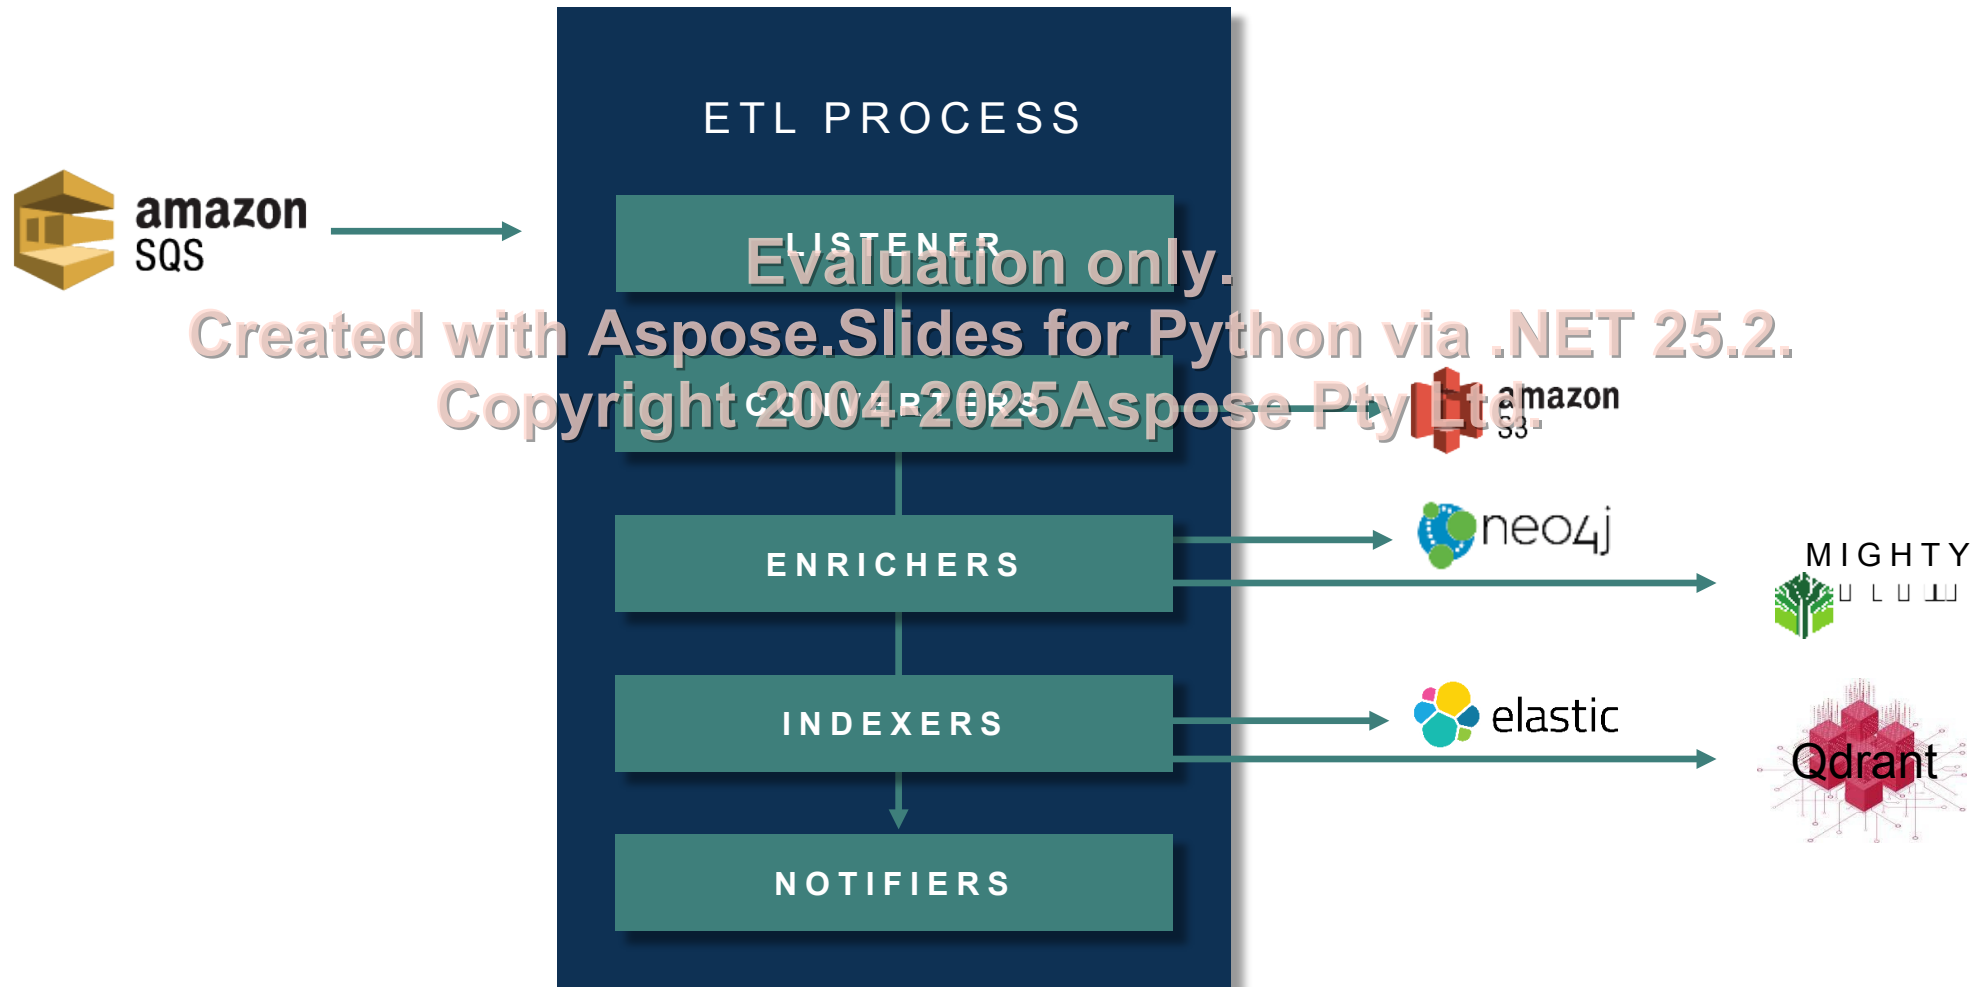 ETL PROCESS
amazon
SQS
LISTENER
Evaluation only.
Created with Aspose.Slides for Python via .NET 25.2.
Copyright 2004-2025Aspose Pty Ltd.
CONVERTERS
amazon
S3
neo4j
MIGHTY
ENRICHERS
elastic
INDEXERS
Qdrant
NOTIFIERS